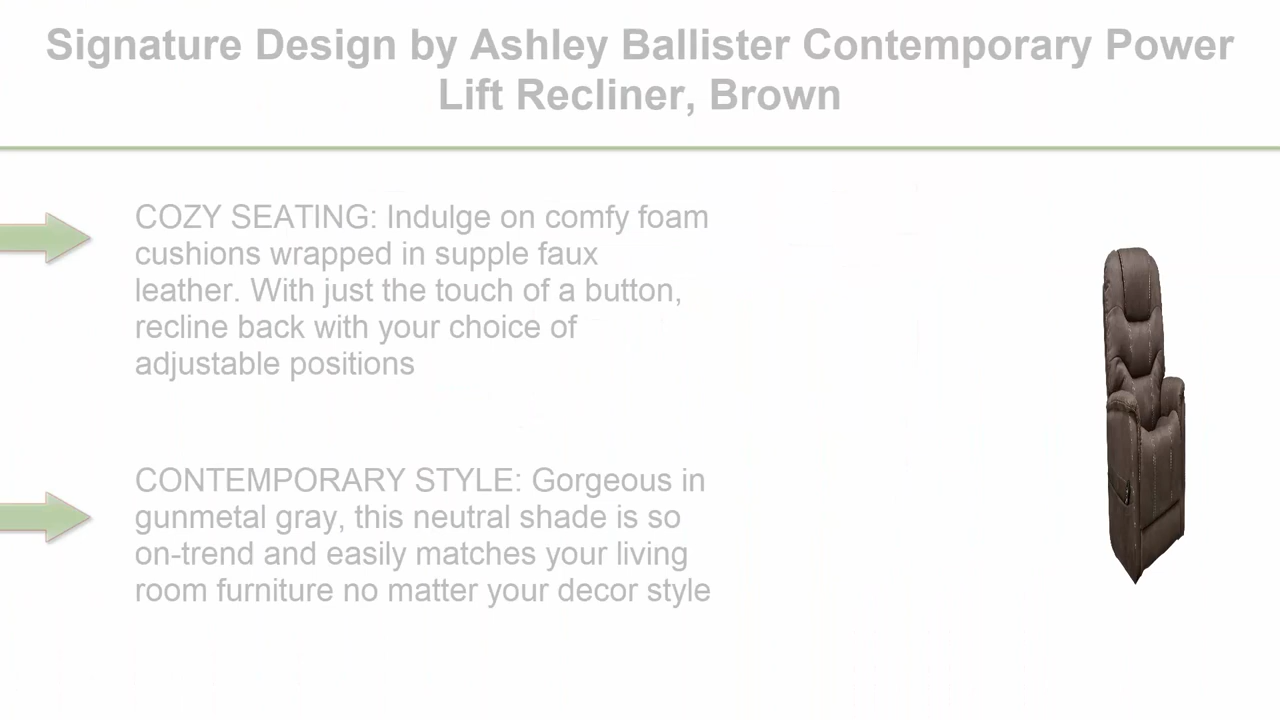 Signature Design by Ashley Ballister Contemporary Power
Lift Recliner, Brown
COZY SEATING: Indulge on comfy foam
cushions wrapped in supple faux
leather. With just the touch of a button,
recline back with your choice of
adjustable positions
CONTEMPORARY STYLE: Gorgeous in
gunmetal gray, this neutral shade is so
on-trend and easily matches your living
room furniture no matter your decor style